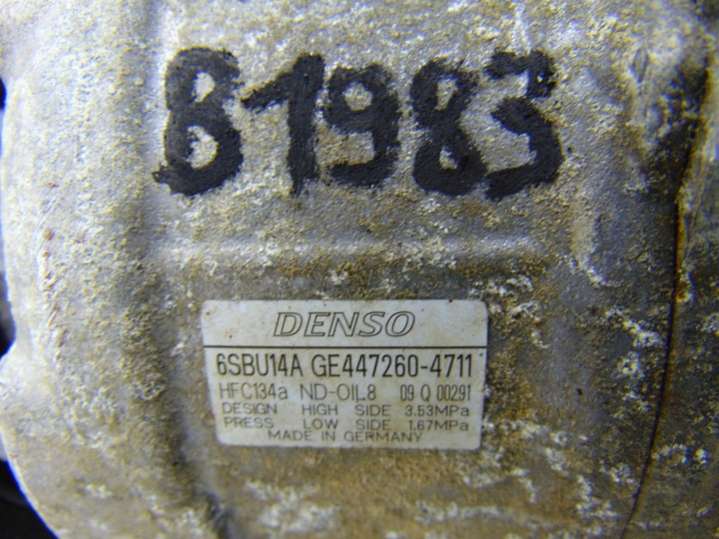 B1983
DENSO
6SBU14A GE447260-4711
HFC134a ND-OIL8 09 Q 00291
DESIGN HIGH SIDE 3.53MPa
PRESS LOW SIDE 1.67MPa
MADE IN GERMANY